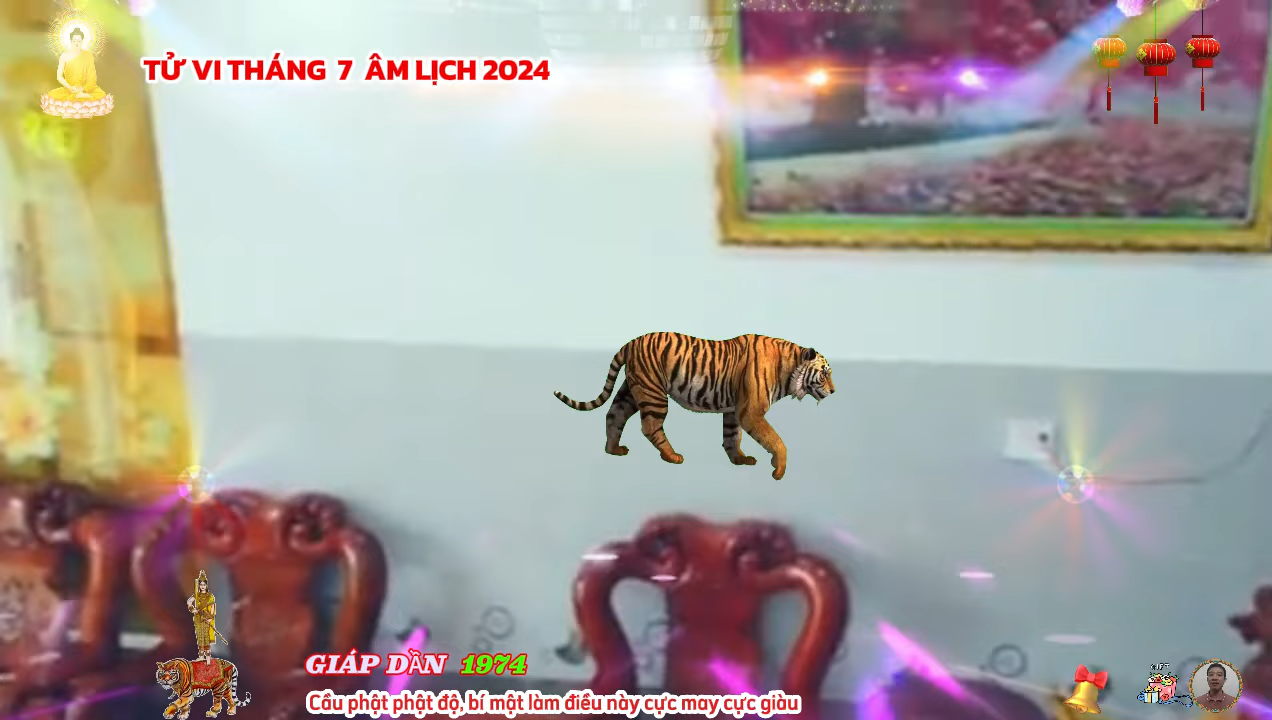 TỬ VI THÁNG 7 ÂM LỊCH 2024
GIÁP DẦN 1974
Cầu phật phật độ, bí mật làm điều này cực may cực giàu
GIFT